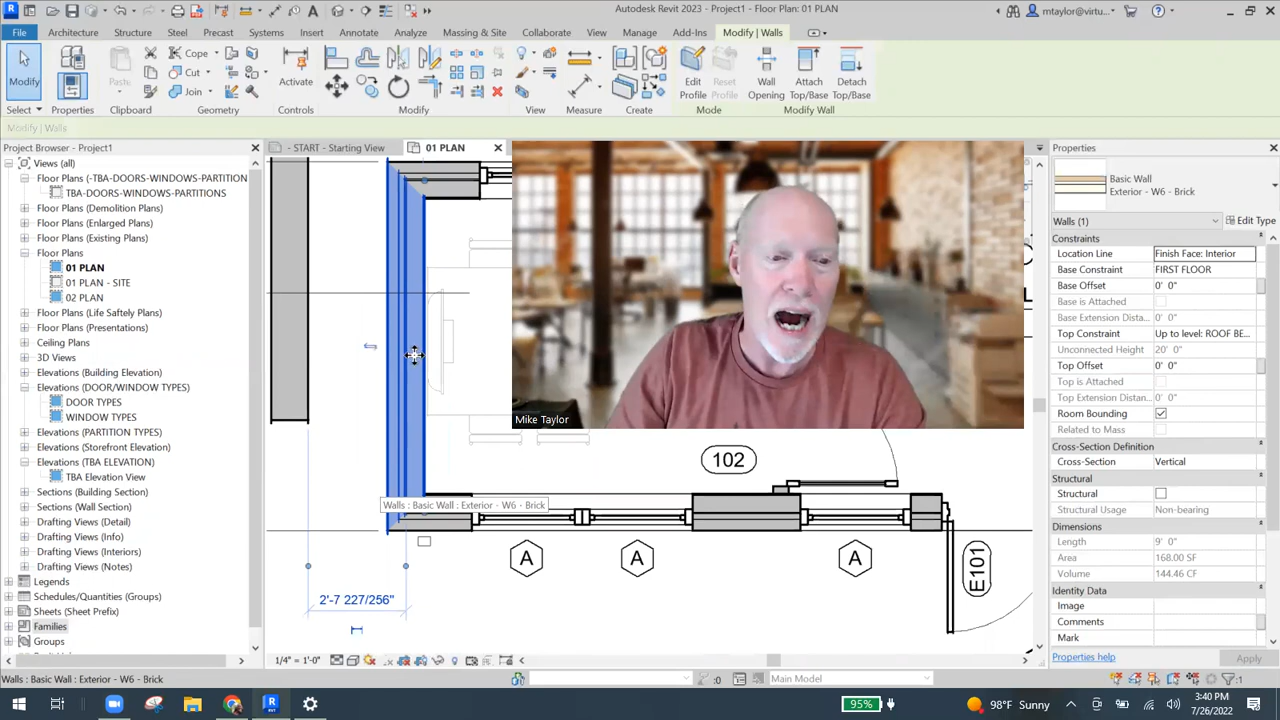 Autodesk Revit 2023 - Project1 - Floor Plan: 01 PLAN
mtaylor@virtu...
File Architecture Structure Steel Precast Systems Insert Annotate Analyze Massing & Site Collaborate View Manage Add-Ins Modify | Walls
Modify
Paste
Cope
Cut
Join
Activate
Edit Profile
Reset Profile
Wall Opening
Attach Top/Base
Detach Top/Base
Select Properties Clipboard Geometry Controls Modify View Measure Create Mode Modify Wall
Modify | Walls
Project Browser - Project1
Views (all)
Floor Plans (-TBA-DOORS-WINDOWS-PARTITION
TBA-DOORS-WINDOWS-PARTITIONS
Floor Plans (Demolition Plans)
Floor Plans (Enlarged Plans)
Floor Plans (Existing Plans)
Floor Plans
01 PLAN
01 PLAN - SITE
02 PLAN
Floor Plans (Life Saftely Plans)
Floor Plans (Presentations)
Ceiling Plans
3D Views
Elevations (Building Elevation)
Elevations (DOOR/WINDOW TYPES)
DOOR TYPES
WINDOW TYPES
Elevations (PARTITION TYPES)
Elevations (Storefront Elevation)
Elevations (TBA ELEVATION)
TBA Elevation View
Sections (Building Section)
Sections (Wall Section)
Drafting Views (Detail)
Drafting Views (Info)
Drafting Views (Interiors)
Drafting Views (Notes)
Legends
Schedules/Quantities (Groups)
Sheets (Sheet Prefix)
Families
Groups
- START - Starting View
01 PLAN
Mike Taylor
102
Walls : Basic Wall : Exterior - W6 - Brick
A
A
A
E101
2'-7 227/256"
1/4" = 1'-0"
Properties
Basic Wall
Exterior - W6 - Brick
Walls (1)
Edit Type
Constraints
Location Line Finish Face: Interior
Base Constraint FIRST FLOOR
Base Offset 0' 0"
Base is Attached
Base Extension Dista...
Top Constraint Up to level: ROOF BE...
Unconnected Height 20' 0"
Top Offset 0' 0"
Top is Attached
Top Extension Distan... 0' 0"
Room Bounding
Related to Mass
Cross-Section Definition
Cross-Section Vertical
Structural
Structural
Structural Usage Non-bearing
Dimensions
Length 9' 0"
Area 168.00 SF
Volume 144.46 CF
Identity Data
Image
Comments
Mark
Properties help
Apply
Walls : Basic Wall : Exterior - W6 - Brick
:0
Main Model
:1
95%
98°F Sunny
3:40 PM
7/26/2022